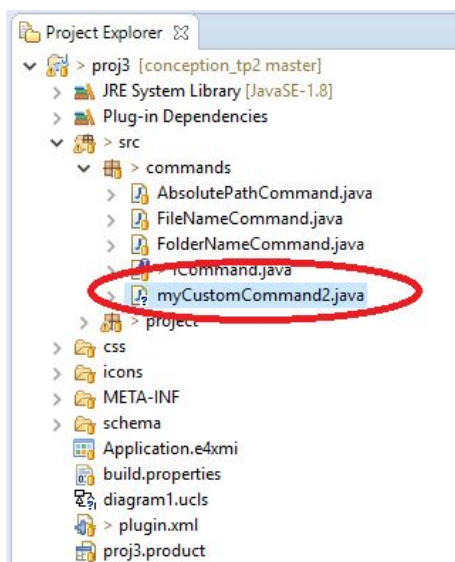 Project Explorer
> proj3 [conception_tp2 master]
JRE System Library [JavaSE-1.8]
Plug-in Dependencies
> src
> commands
AbsolutePathCommand.java
FileNameCommand.java
FolderNameCommand.java
> ICommand.java
myCustomCommand2.java
> project
css
icons
META-INF
schema
Application.e4xmi
build.properties
diagram1.ucls
> plugin.xml
proj3.product